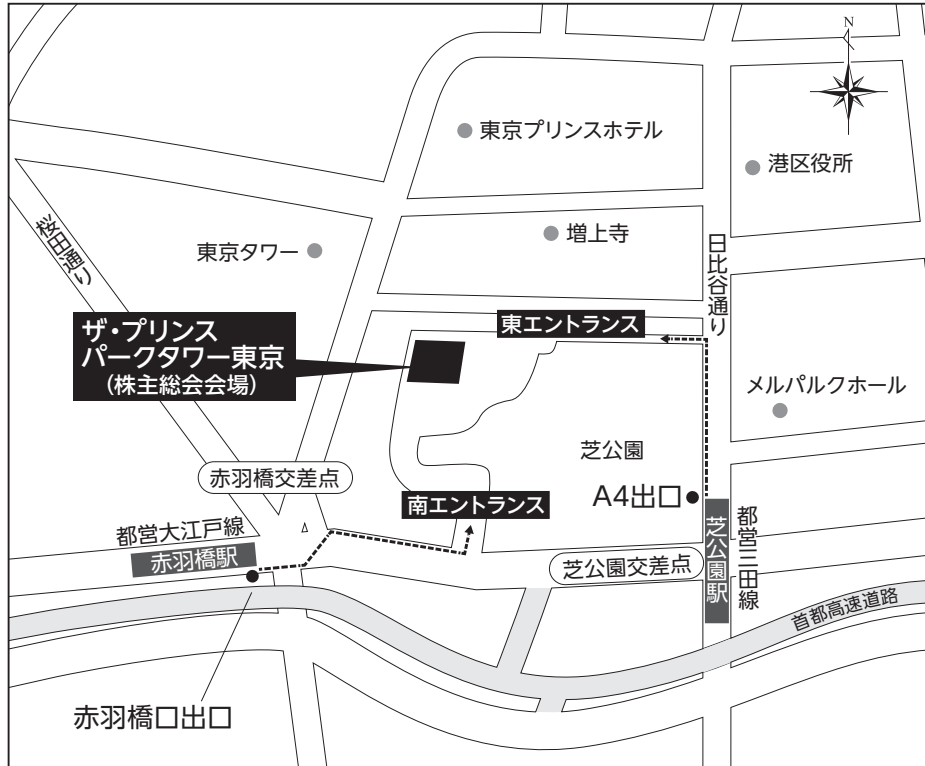 N
東京プリンスホテル
港区役所
増上寺
東京タワー
桜田通り
日比谷通り
東エントランス
ザ・プリンス
パークタワー東京
(株主総会会場)
メルパルクホール
芝公園
赤羽橋交差点
A4出口
南エントランス
都営大江戸線
赤羽橋駅
芝公園交差点
芝公園駅
都営三田線
首都高速道路
赤羽橋口出口